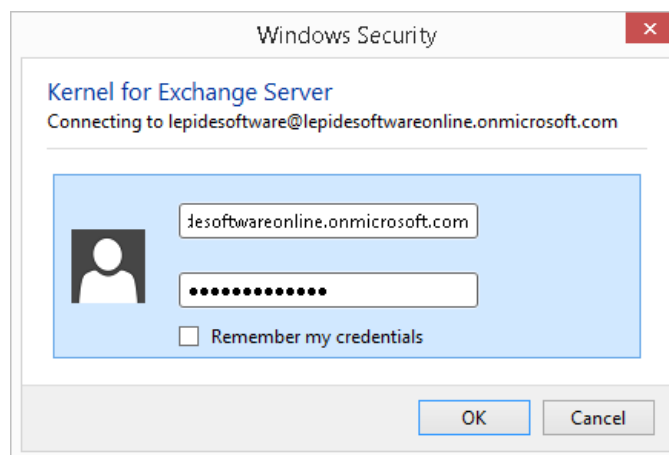 Windows Security
Kernel for Exchange Server
Connecting to lepidesoftware@lepidesoftwareonline.onmicrosoft.com
desoftwareonline.onmicrosoft.com
●●●●●●●●●●●●●
Remember my credentials
OK Cancel